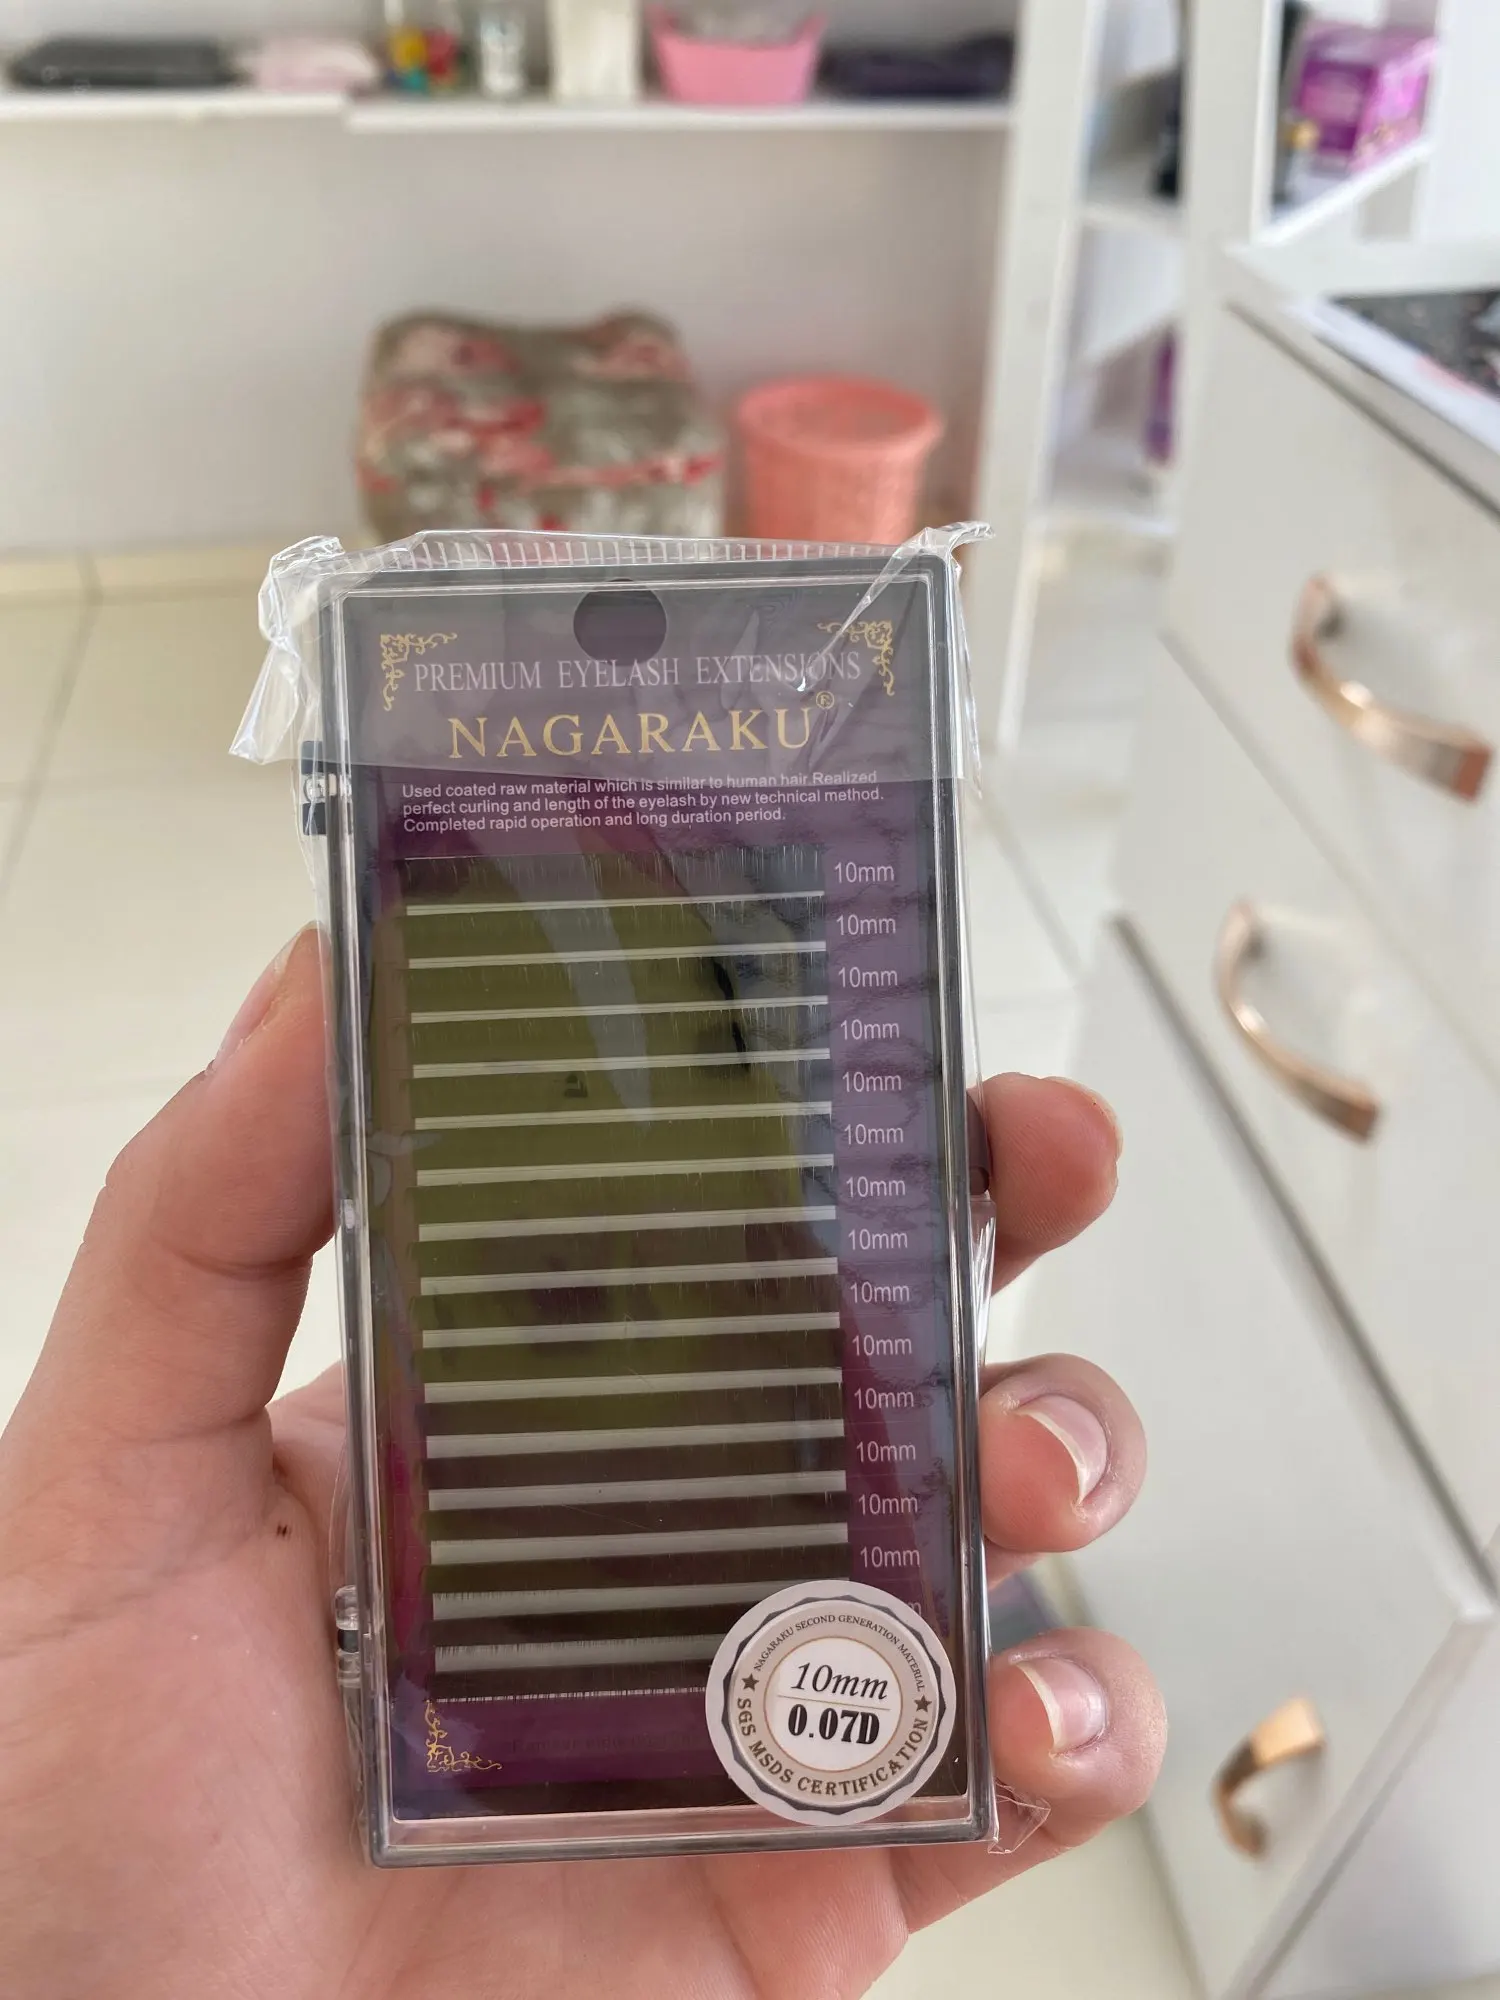 PREMIUM EYELASH EXTENSIONS
NAGARAKU®
Used coated raw material which is similar to human hair.Realized
perfect curling and length of the eyelash by new technical method.
Completed rapid operation and long duration period.
10mm
10mm
10mm
10mm
10mm
10mm
10mm
10mm
10mm
10mm
10mm
10mm
10mm
10mm
NAGARAKU SECOND GENERATION MATERIAL
10mm
0.07D
SGS MSDS CERTIFICATION